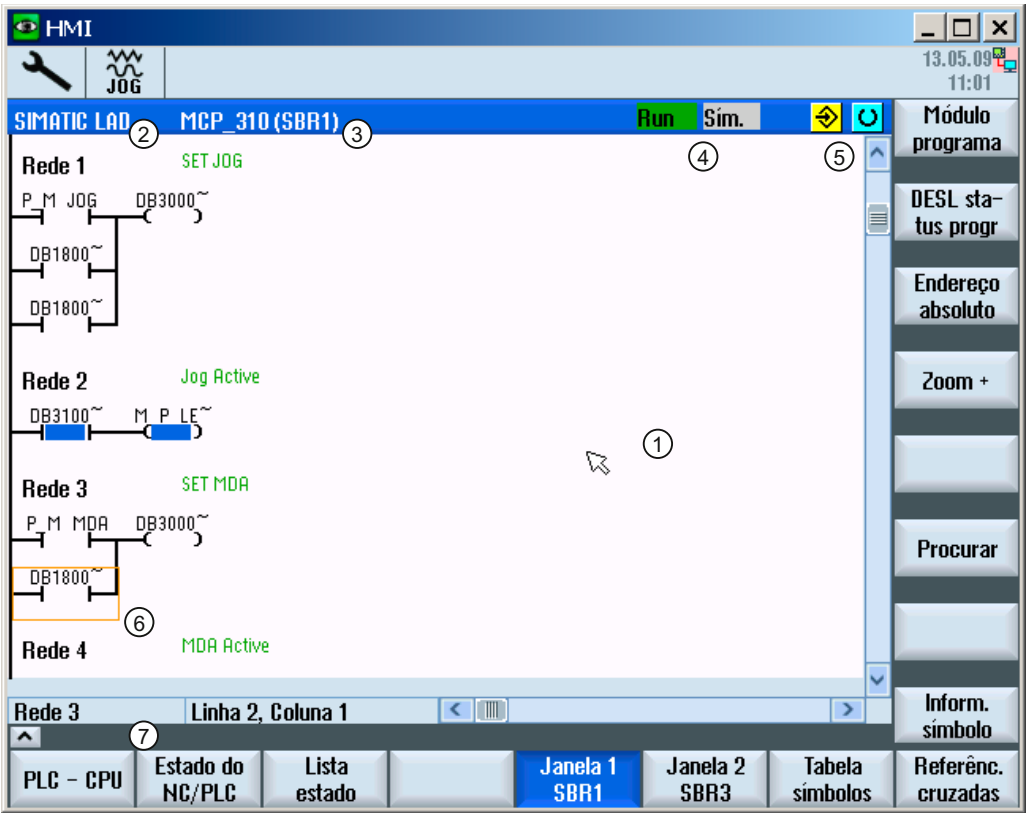 HMI
JOG
13.05.09
11:01
SIMATIC LAD
2
MCP_310 (SBR1)
3
Run
Sím.
4
5
Módulo
programa
Rede 1
SET JOG
P_M JOG
DB3000~
DB1800~
DB1800~
DESL sta-
tus progr
Endereço
absoluto
Rede 2
Jog Active
DB3100~
M_P_LE~
Zoom +
1
Rede 3
SET MDA
P_M MDA
DB3000~
DB1800~
6
Procurar
Rede 4
MDA Active
Rede 3
Linha 2, Coluna 1
Inform.
símbolo
7
PLC - CPU
Estado do
NC/PLC
Lista
estado
Janela 1
SBR1
Janela 2
SBR3
Tabela
símbolos
Referênc.
cruzadas